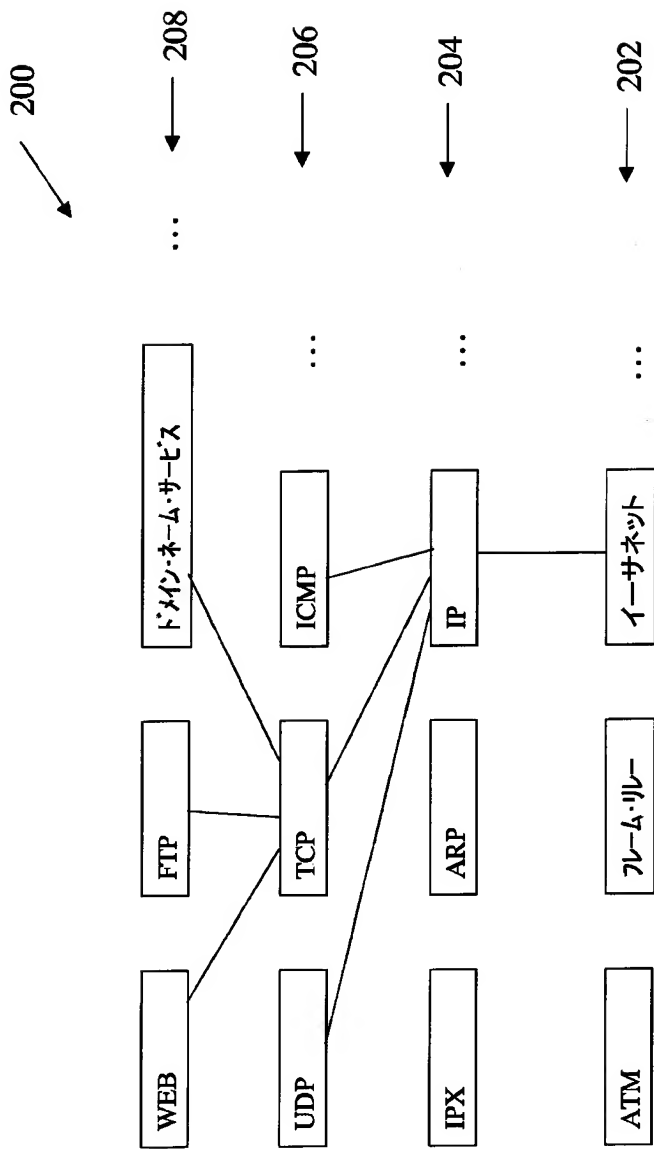 200
WEB
FTP
ドメイン・ネーム・サービス
...
208
UDP
TCP
ICMP
...
206
IPX
ARP
IP
...
204
ATM
フレーム・リレー
イーサネット
...
202